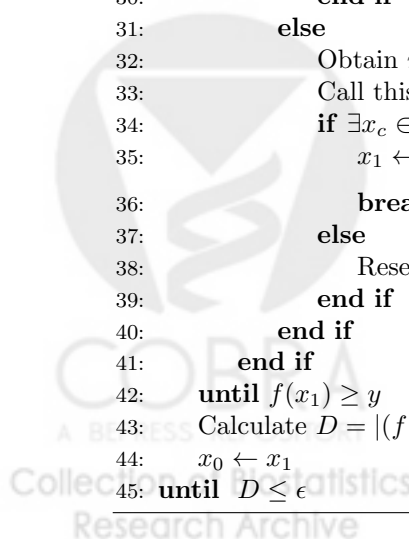 30: end if
31: else
32: Obtain
33: Call this
34: if ∃x_c ∈
35: x_1 ←
36: brea
37: else
38: Rese
39: end if
40: end if
41: end if
42: until f(x_1) ≥ y
43: Calculate D = |(f
44: x_0 ← x_1
45: until D ≤ ϵ
COBRA
A BEPRESS REPOSITORY
Collection of Biostatistics
Research Archive